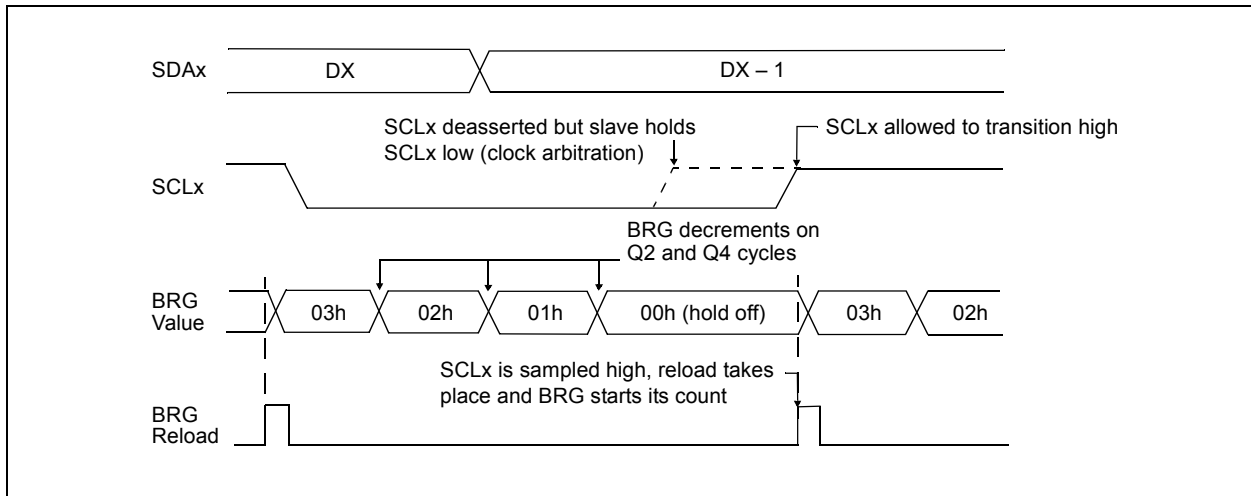 SDAx
DX
DX – 1
SCLx deasserted but slave holds
SCLx low (clock arbitration)
SCLx allowed to transition high
SCLx
BRG decrements on
Q2 and Q4 cycles
BRG
Value
03h
02h
01h
00h (hold off)
03h
02h
SCLx is sampled high, reload takes
place and BRG starts its count
BRG
Reload